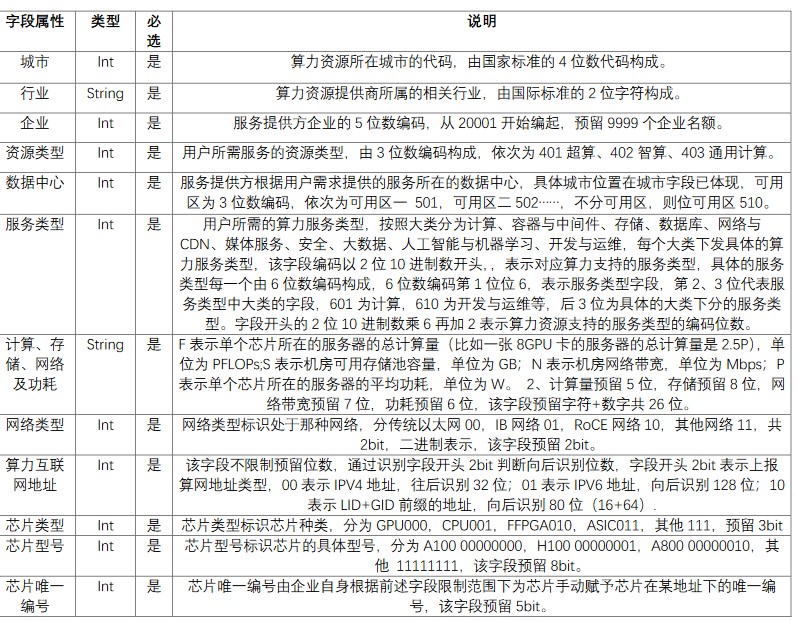 字段属性 类型 必选 说明
城市 Int 是 算力资源所在城市的代码，由国家标准的 4 位数代码构成。
行业 String 是 算力资源提供商所属的相关行业，由国际标准的 2 位字符构成。
企业 Int 是 服务提供方企业的 5 位数编码，从 20001 开始编起，预留 9999 个企业名额。
资源类型 Int 是 用户所需服务的资源类型，由 3 位数编码构成，依次为 401 超算、402 智算、403 通用计算。
数据中心 Int 是 服务提供方根据用户需求提供的服务所在的数据中心，具体城市位置在城市字段已体现，可用
区为 3 位数编码，依次为可用区一 501，可用区二 502……，不分可用区，则位可用区 510。
服务类型 Int 是 用户所需的算力服务类型，按照大类分为计算、容器与中间件、存储、数据库、网络与
CDN、媒体服务、安全、大数据、人工智能与机器学习、开发与运维，每个大类下发具体的算
力服务类型，该字段编码以 2 位 10 进制数开头，，表示对应算力支持的服务类型，具体的服务
类型每一个由 6 位数编码构成，6 位数编码第 1 位位 6，表示服务类型字段，第 2、3 位代表服
务类型中大类的字段，601 为计算，610 为开发与运维等，后 3 位为具体的大类下分的服务类
型。字段开头的 2 位 10 进制数乘 6 再加 2 表示算力资源支持的服务类型的编码位数。
计算、存储、网络及功耗 String 是 F 表示单个芯片所在的服务器的总计算量（比如一张 8GPU 卡的服务器的总计算量是 2.5P），单
位为 PFLOPs;S 表示机房可用存储池容量，单位为 GB；N 表示机房网络带宽，单位为 Mbps；P
表示单个芯片所在的服务器的平均功耗，单位为 W。 2、计算量预留 5 位，存储预留 8 位，网
络带宽预留 7 位，功耗预留 6 位，该字段预留字符+数字共 26 位。
网络类型 Int 是 网络类型标识处于那种网络，分传统以太网 00，IB 网络 01，RoCE 网络 10，其他网络 11，共
2bit，二进制表示，该字段预留 2bit。
算力互联网地址 Int 是 该字段不限制预留位数，通过识别字段开头 2bit 判断向后识别位数，字段开头 2bit 表示上报
算网地址类型，00 表示 IPV4 地址，往后识别 32 位；01 表示 IPV6 地址，向后识别 128 位；10
表示 LID+GID 前缀的地址，向后识别 80 位（16+64）.
芯片类型 Int 是 芯片类型标识芯片种类，分为 GPU000，CPU001，FFPGA010，ASIC011，其他 111，预留 3bit
芯片型号 Int 是 芯片型号标识芯片的具体型号，分为 A100 00000000，H100 00000001，A800 00000010，其
他 11111111，该字段预留 8bit。
芯片唯一编号 Int 是 芯片唯一编号由企业自身根据前述字段限制范围下为芯片手动赋予芯片在某地址下的唯一编
号，该字段预留 5bit。